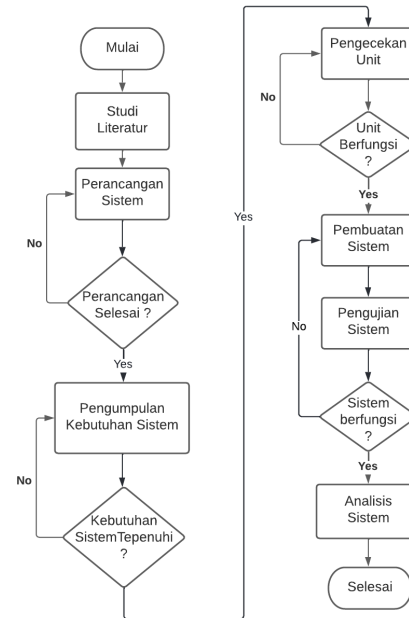 Mulai
Studi
Literatur
Perancangan
Sistem
No
Perancangan
Selesai ?
Yes
Pengumpulan
Kebutuhan Sistem
No
Kebutuhan
SistemTepenuhi
?
Yes
Pengecekan
Unit
No
Unit
Berfungsi
?
Yes
Pembuatan
Sistem
No
Pengujian
Sistem
Sistem
berfungsi
?
Yes
Analisis
Sistem
Selesai